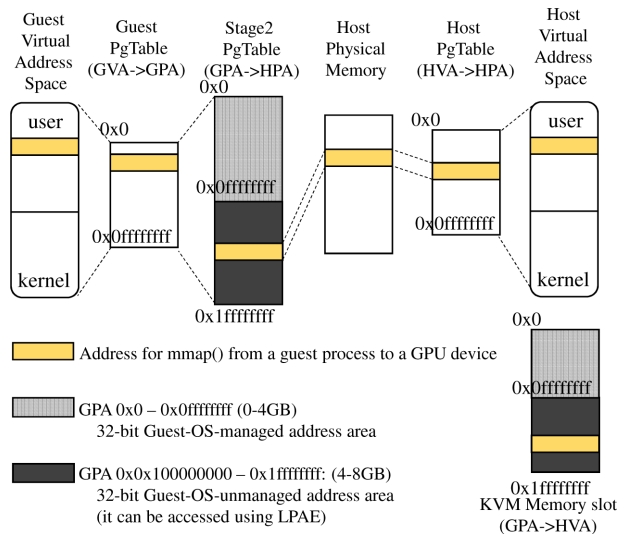 Guest
Virtual
Address
Space
Guest
PgTable
(GVA->GPA)
Stage2
PgTable
(GPA->HPA)
Host
Physical
Memory
Host
PgTable
(HVA->HPA)
Host
Virtual
Address
Space
0x0
0x0
0x0
user
user
0x0ffffffff
0x0ffffffff
0x0ffffffff
kernel
kernel
0x1ffffffff
0x0
Address for mmap() from a guest process to a GPU device
0x0ffffffff
GPA 0x0 – 0x0ffffffff (0-4GB)
32-bit Guest-OS-managed address area
GPA 0x0x100000000 – 0x1ffffffff: (4-8GB)
32-bit Guest-OS-unmanaged address area
(it can be accessed using LPAE)
0x1ffffffff
KVM Memory slot
(GPA->HVA)